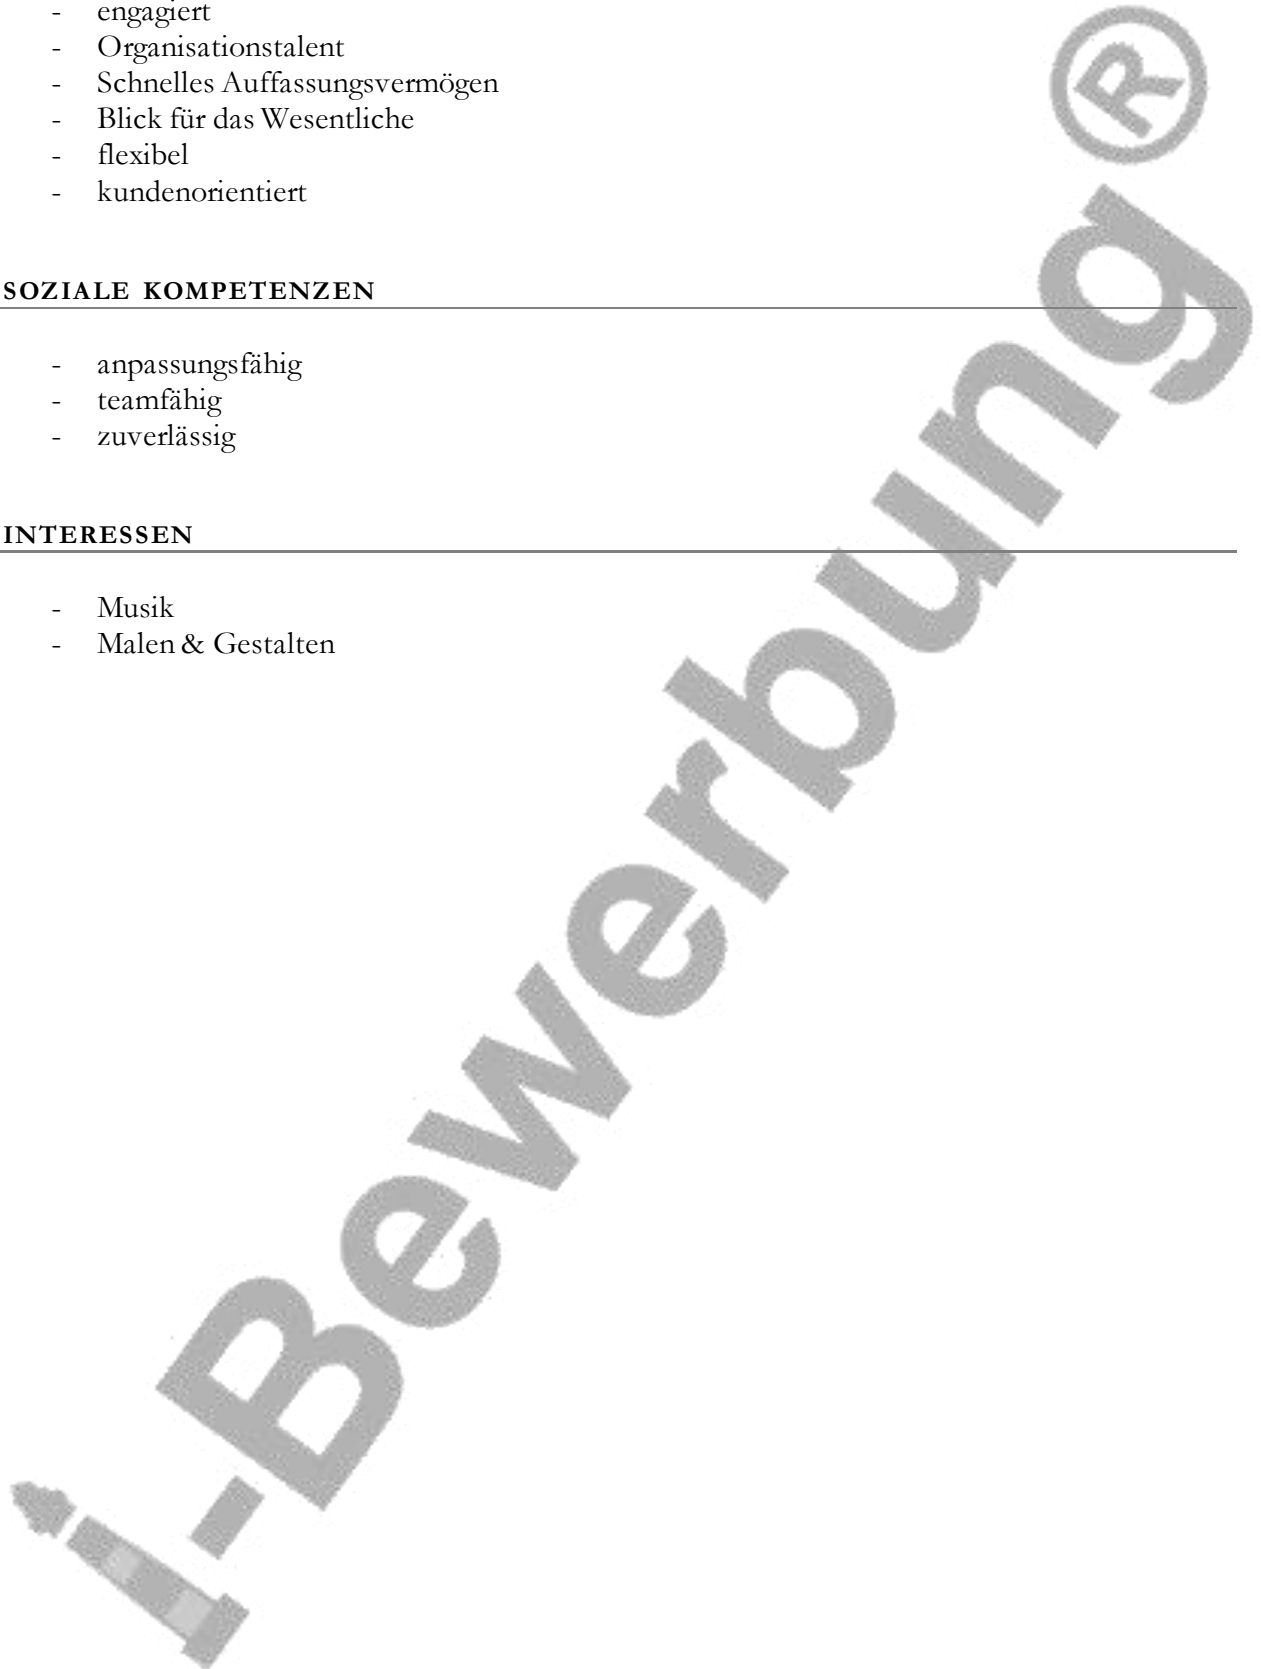 - engagiert
- Organisationstalent
- Schnelles Auffassungsvermögen
- Blick für das Wesentliche
- flexibel
- kundenorientiert
SOZIALE KOMPETENZEN
- anpassungsfähig
- teamfähig
- zuverlässig
INTERESSEN
- Musik
- Malen & Gestalten
1-Bewerbung®